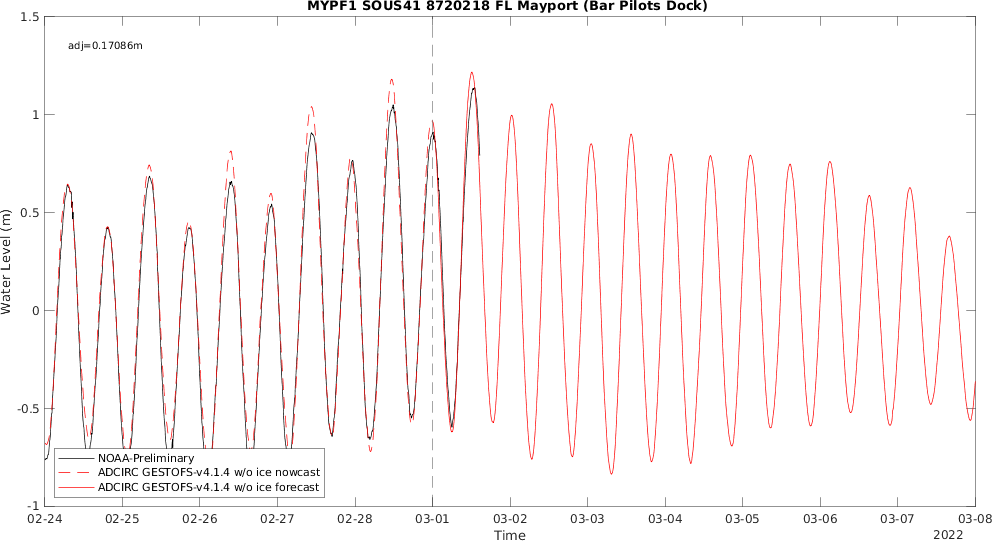 MYPF1 SOUS41 8720218 FL Mayport (Bar Pilots Dock)
adj=0.17086m
Water Level (m)
1.5
1
0.5
0
-0.5
-1
NOAA-Preliminary
ADCIRC GESTOFS-v4.1.4 w/o ice nowcast
ADCIRC GESTOFS-v4.1.4 w/o ice forecast
02-24 02-25 02-26 02-27 02-28 03-01 03-02 03-03 03-04 03-05 03-06 03-07 03-08
Time
2022